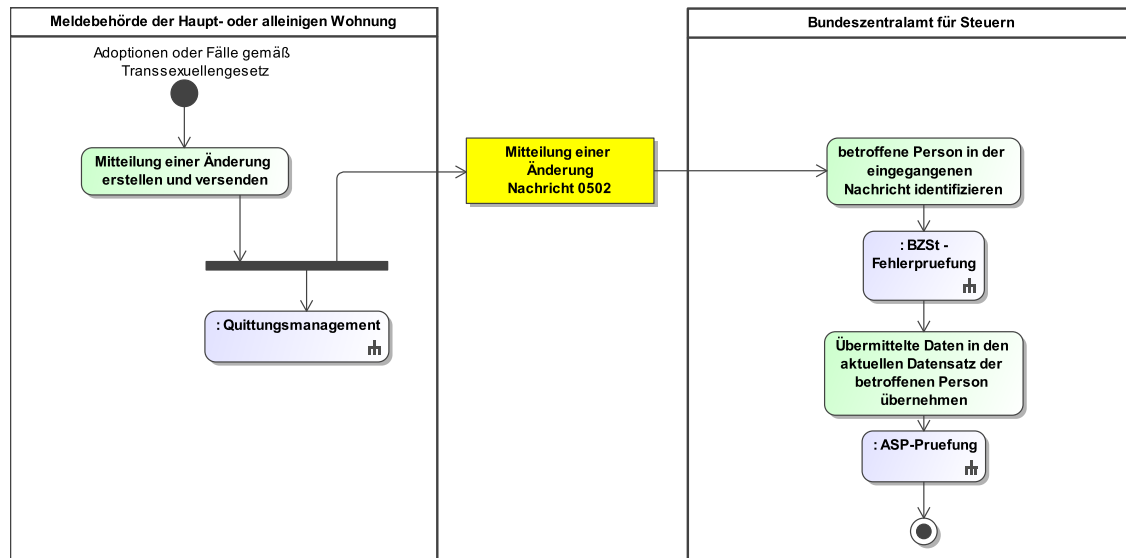 Meldebehörde der Haupt- oder alleinigen Wohnung
Adoptionen oder Fälle gemäß
Transsexuellengesetz
Mitteilung einer Änderung
erstellen und versenden
: Quittungsmanagement
Mitteilung einer
Änderung
Nachricht 0502
Bundeszentralamt für Steuern
betroffene Person in der
eingegangenen
Nachricht identifizieren
: BZSt -
Fehlerpruefung
Übermittelte Daten in den
aktuellen Datensatz der
betroffenen Person
übernehmen
: ASP-Pruefung